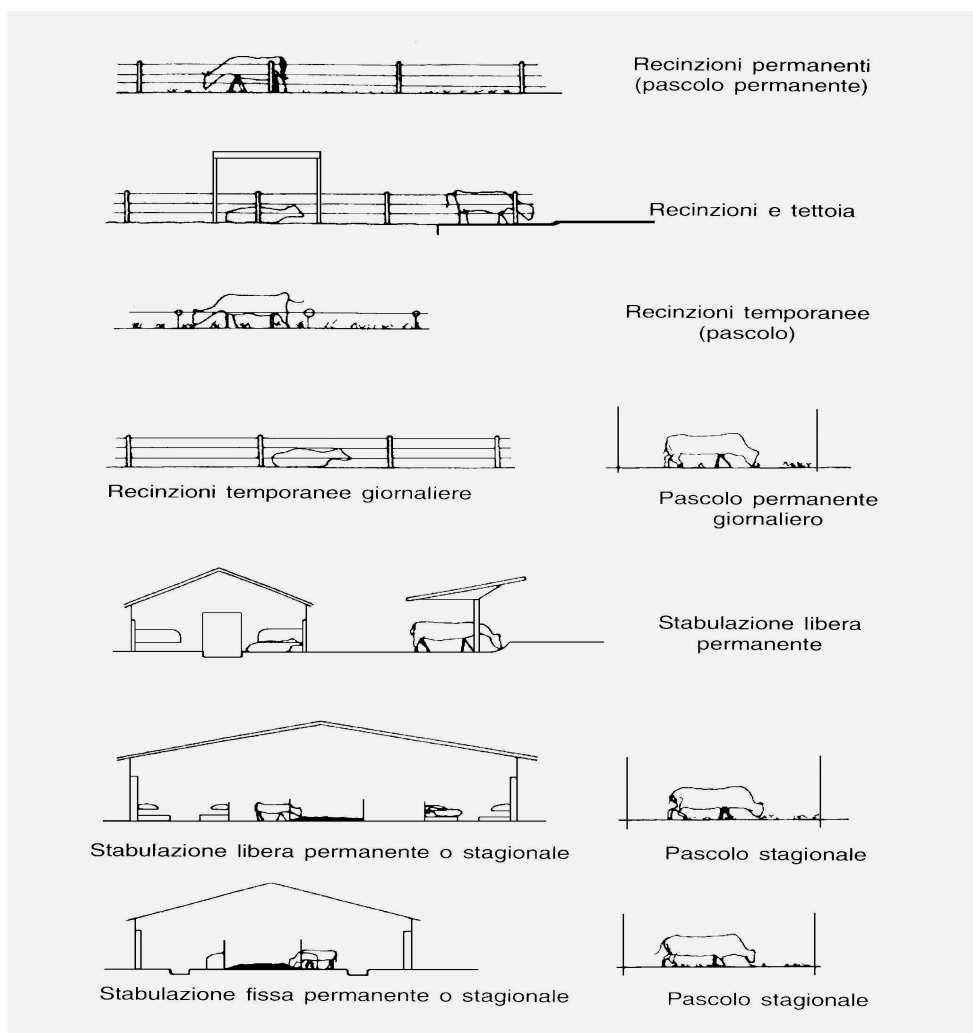 Recinzioni permanenti
(pascolo permanente)
Recinzioni e tettoia
Recinzioni temporanee
(pascolo)
Recinzioni temporanee giornaliere
Pascolo permanente
giornaliero
Stabulazione libera
permanente
Stabulazione libera permanente o stagionale
Pascolo stagionale
Stabulazione fissa permanente o stagionale
Pascolo stagionale